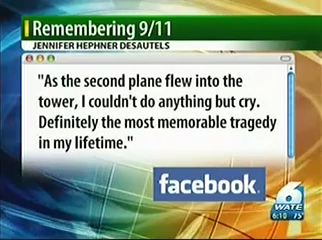 Remembering 9/11
JENNIFER HEPHNER DESAUTELS
"As the second plane flew into the
tower, I couldn't do anything but cry.
Definitely the most memorable tragedy
in my lifetime."
facebook.
6
WATE
6:10 75°